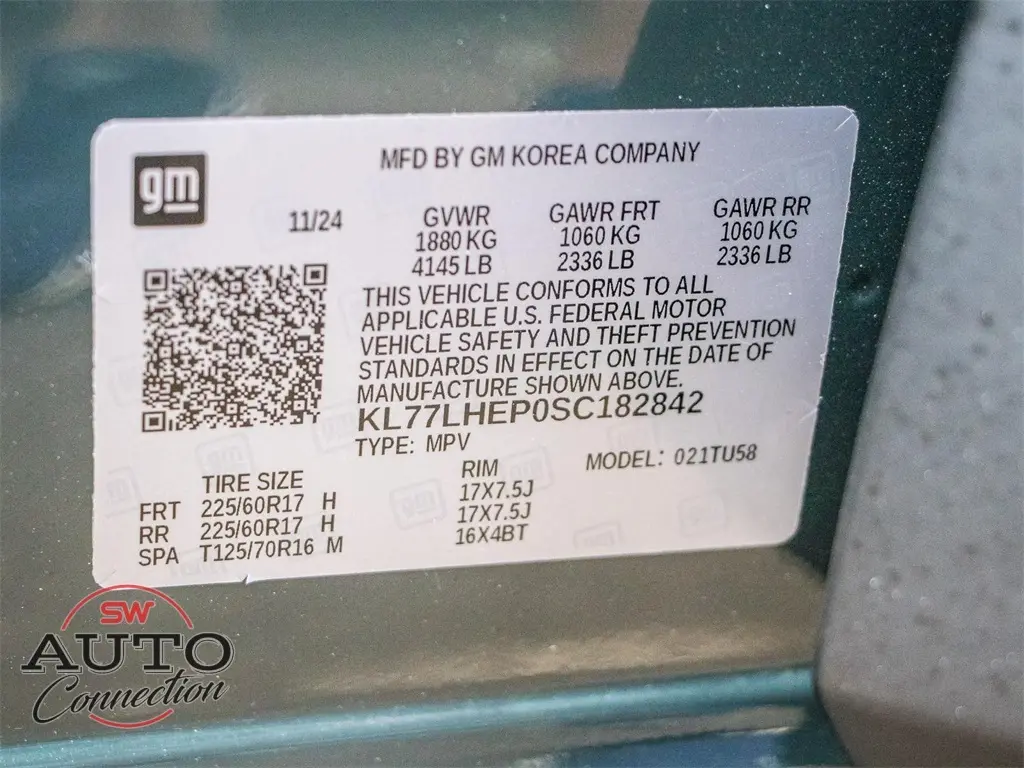 gm
MFD BY GM KOREA COMPANY
11/24
GVWR GAWR FRT GAWR RR
1880 KG 1060 KG 1060 KG
4145 LB 2336 LB 2336 LB
THIS VEHICLE CONFORMS TO ALL
APPLICABLE U.S. FEDERAL MOTOR
VEHICLE SAFETY AND THEFT PREVENTION
STANDARDS IN EFFECT ON THE DATE OF
MANUFACTURE SHOWN ABOVE.
KL77LHEP0SC182842
TYPE: MPV
MODEL: 021TU58
TIRE SIZE RIM
FRT 225/60R17 H 17X7.5J
RR 225/60R17 H 17X7.5J
SPA T125/70R16 M 16X4BT
SW
AUTO
Connection